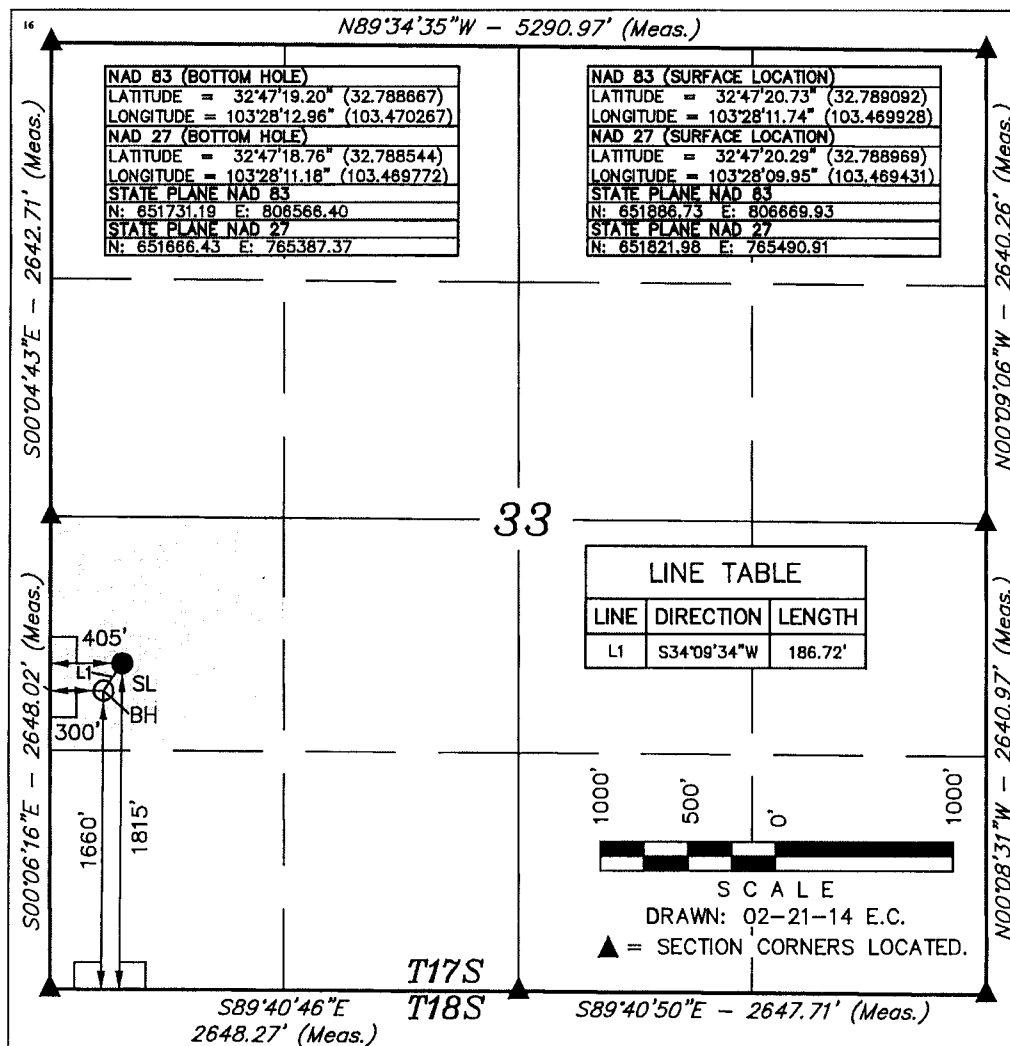 16
N89°34'35"W - 5290.97' (Meas.)
NAD 83 (BOTTOM HOLE)
LATITUDE = 32°47'19.20" (32.788667)
LONGITUDE = 103°28'12.96" (103.470267)
NAD 27 (BOTTOM HOLE)
LATITUDE = 32°47'18.76" (32.788544)
LONGITUDE = 103°28'11.18" (103.469772)
STATE PLANE NAD 83
N: 651731.19 E: 806566.40
STATE PLANE NAD 27
N: 651666.43 E: 765387.37
NAD 83 (SURFACE LOCATION)
LATITUDE = 32°47'20.73" (32.789092)
LONGITUDE = 103°28'11.74" (103.469928)
NAD 27 (SURFACE LOCATION)
LATITUDE = 32°47'20.29" (32.788969)
LONGITUDE = 103°28'09.95" (103.469431)
STATE PLANE NAD 83
N: 651886.73 E: 806669.93
STATE PLANE NAD 27
N: 651821.98 E: 765490.91
S00°04'43"E - 2642.71' (Meas.)
N00°09'06"W - 2640.26' (Meas.)
33
LINE TABLE
LINE DIRECTION LENGTH
L1 S34°09'34"W 186.72'
S00°06'16"E - 2648.02' (Meas.)
405'
L1
SL
BH
300'
1660'
1815'
N00°08'31"W - 2640.97' (Meas.)
1000' 500' 0' 1000'
SCALE
DRAWN: 02-21-14 E.C.
▲ = SECTION CORNERS LOCATED.
T17S
T18S
S89°40'46"E
2648.27' (Meas.)
S89°40'50"E - 2647.71' (Meas.)